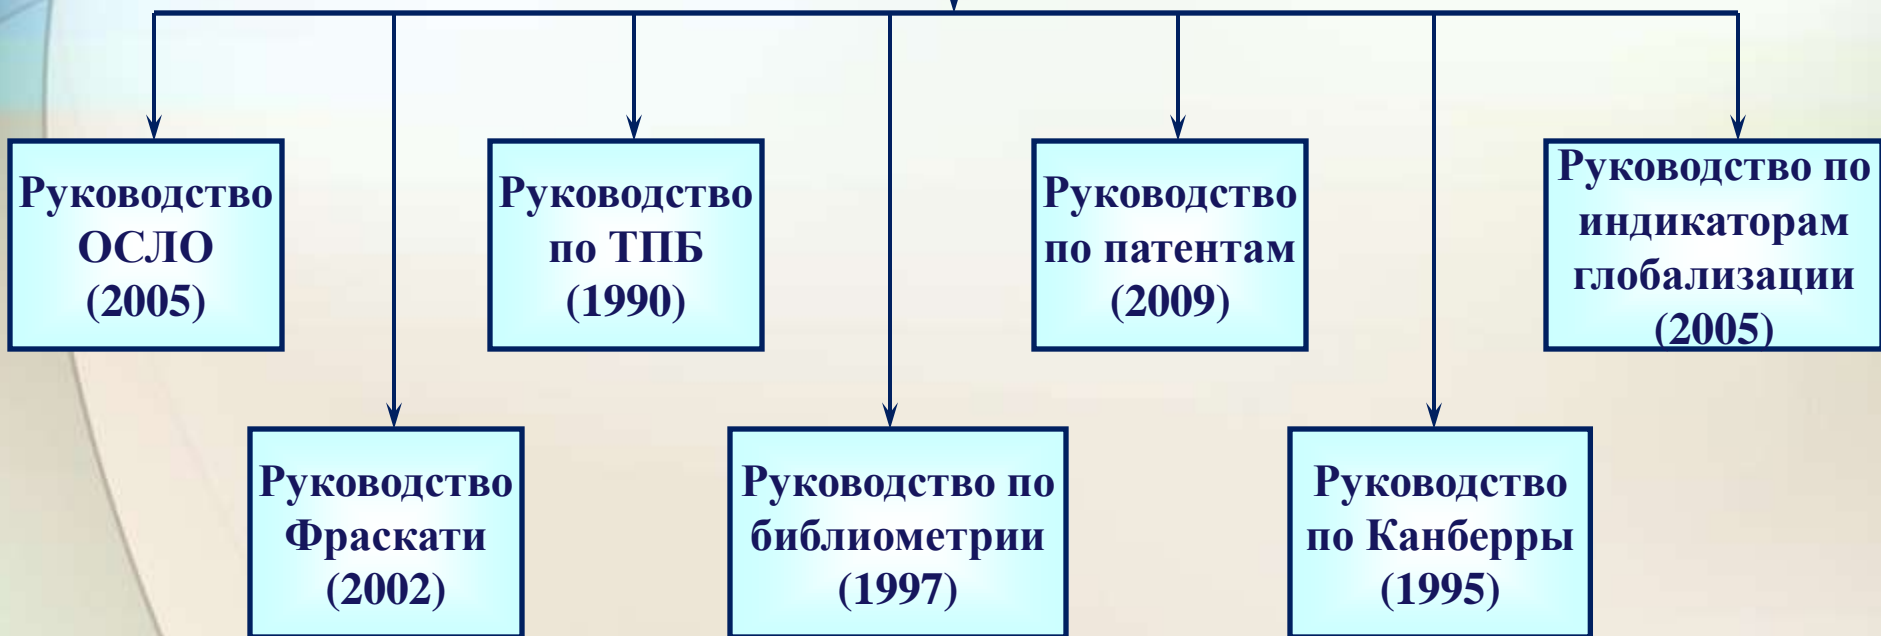 Руководство
ОСЛО
(2005)
Руководство
по ТПБ
(1990)
Руководство
по патентам
(2009)
Руководство по
индикаторам
глобализации
(2005)
Руководство
Фраскати
(2002)
Руководство по
библиометрии
(1997)
Руководство
по Канберры
(1995)